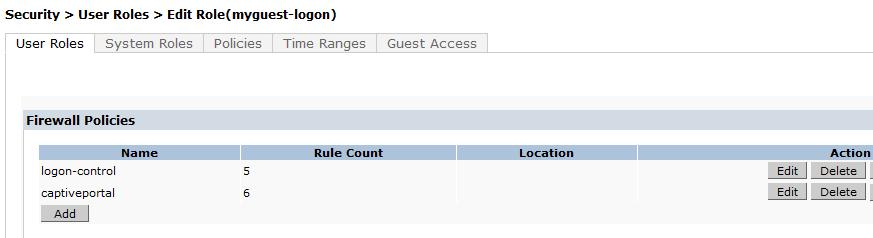 Security > User Roles > Edit Role(myguest-logon)
User Roles System Roles Policies Time Ranges Guest Access
Firewall Policies
Name Rule Count Location Action
logon-control 5 Edit Delete
captiveportal 6 Edit Delete
Add